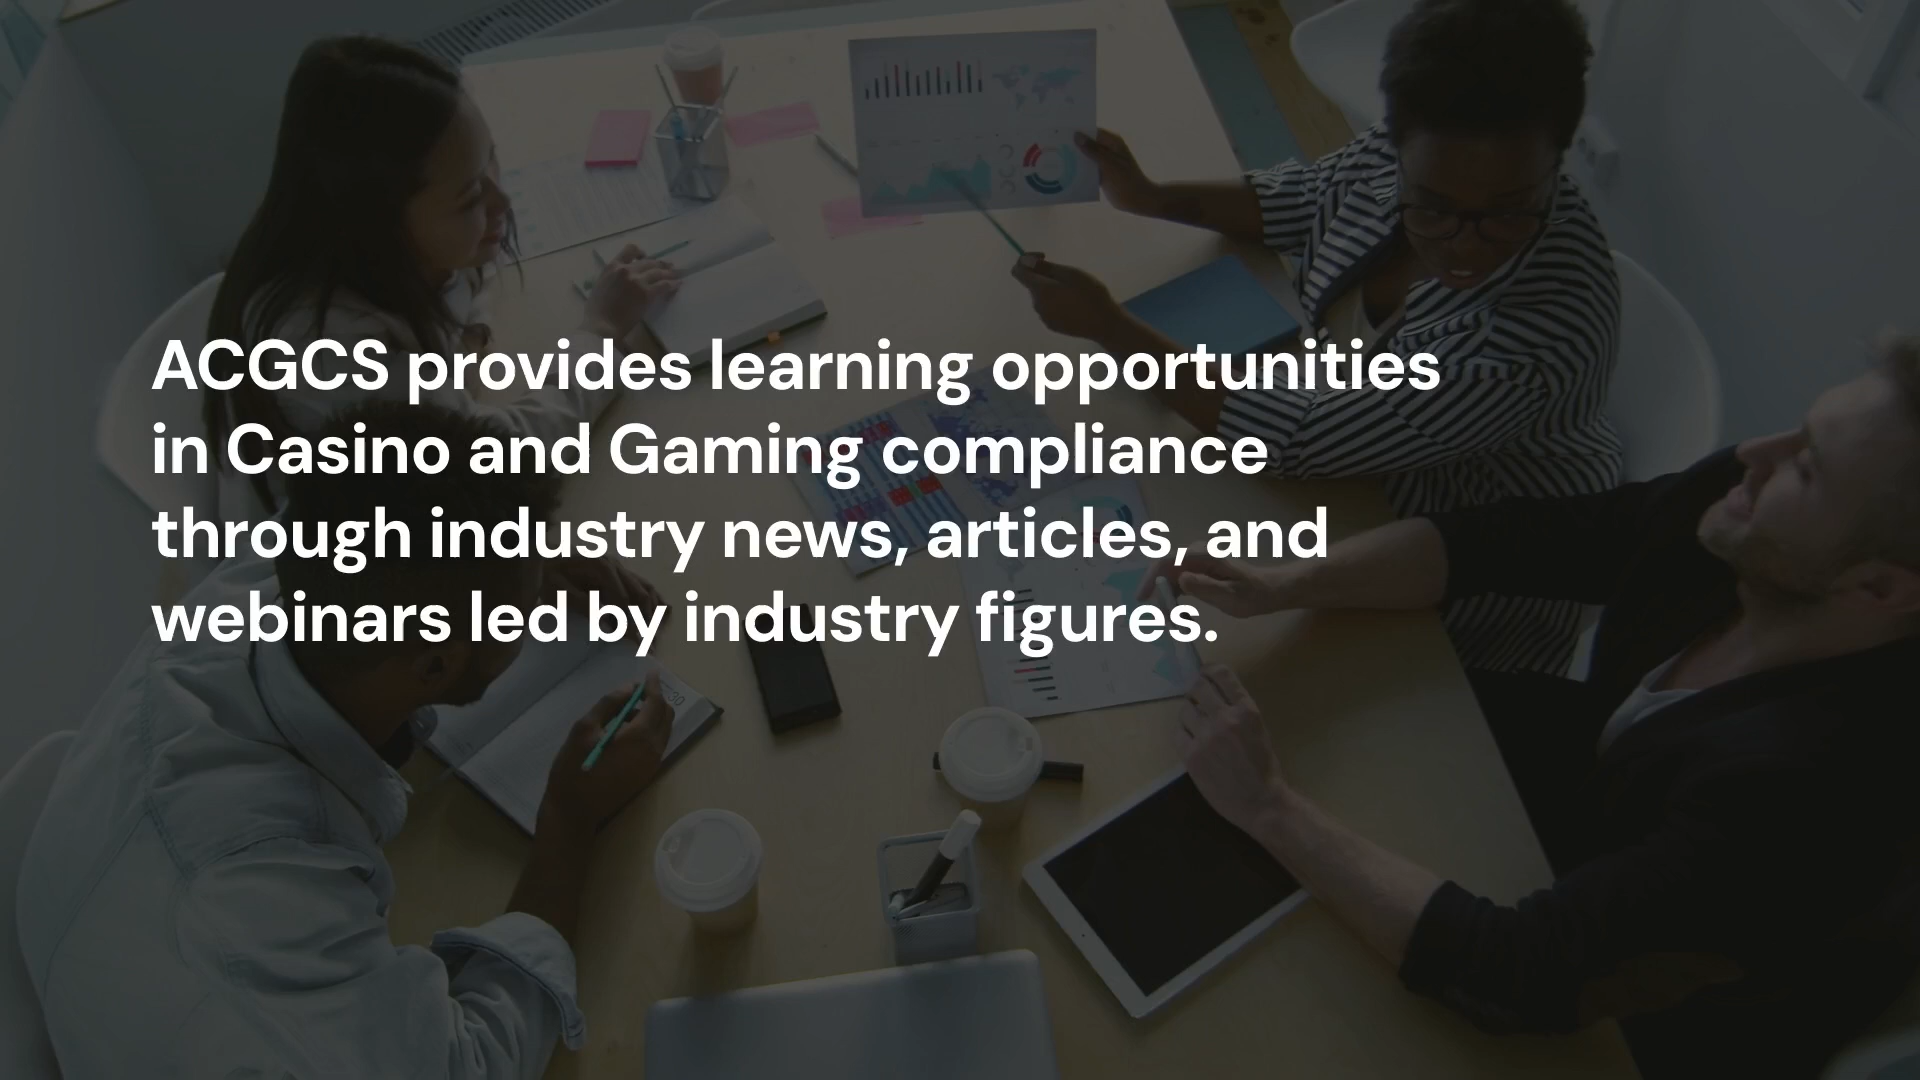 ACGCS provides learning opportunities
in Casino and Gaming compliance
through industry news, articles, and
webinars led by industry figures.
30